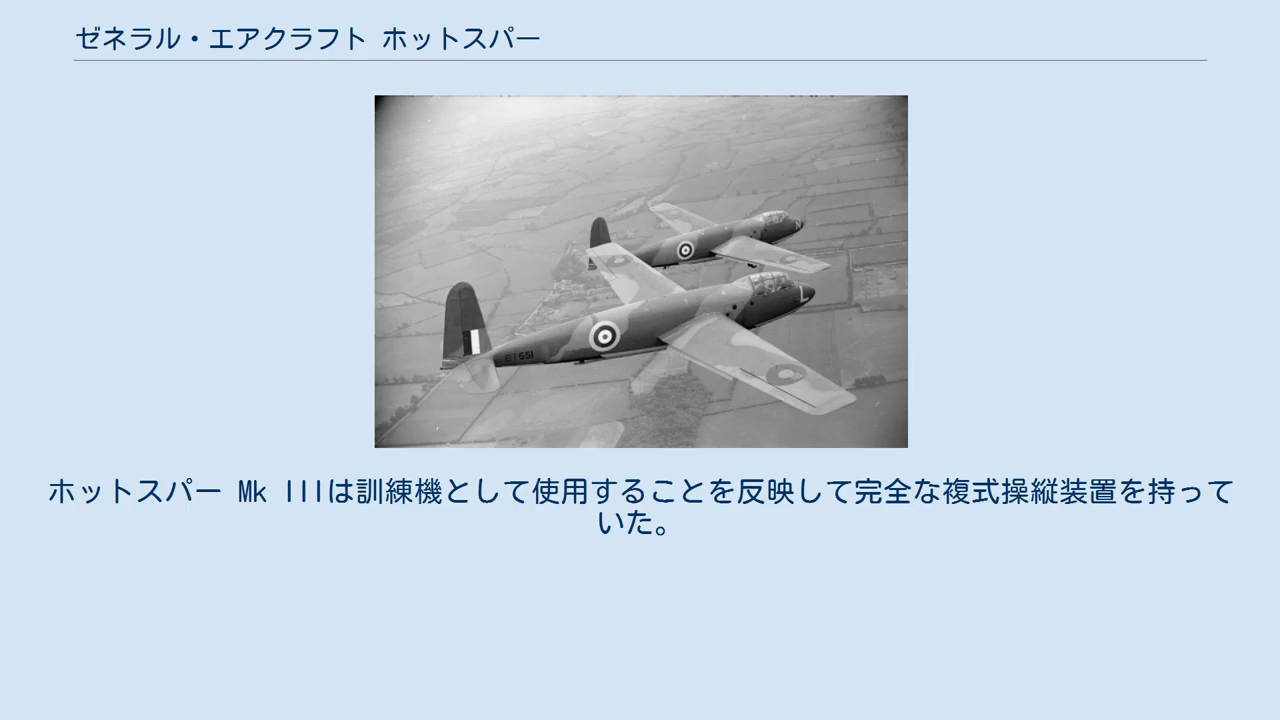 ゼネラル・エアクラフト ホットスパー
L
BT551
ホットスパー Mk IIIは訓練機として使用することを反映して完全な複式操縦装置を持って
いた。